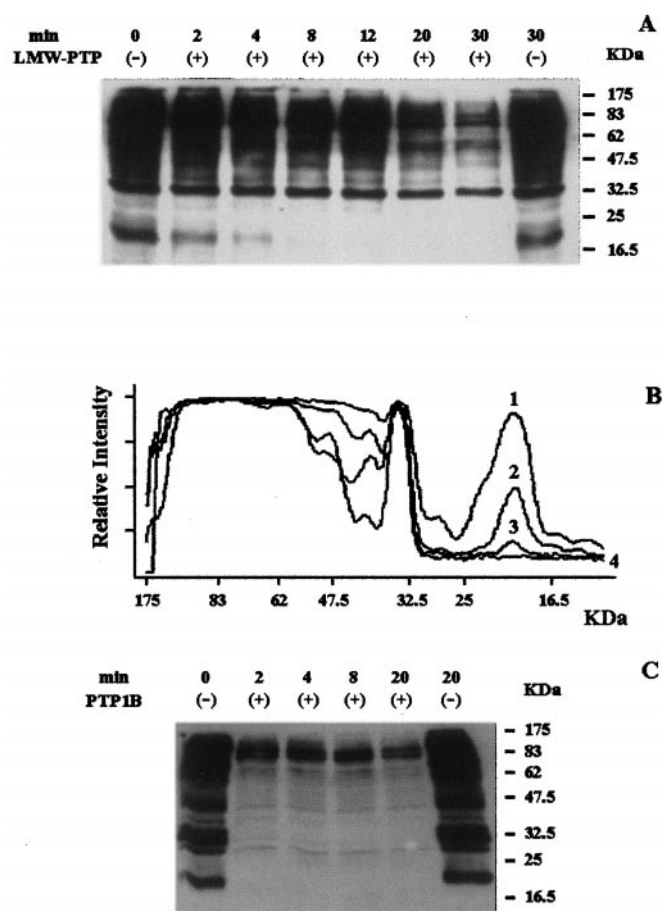 A
min 0 2 4 8 12 20 30 30
LMW-PTP (-) (+) (+) (+) (+) (+) (+) (-)
KDa
175
83
62
47.5
32.5
25
16.5
B
Relative Intensity
1
2
3
4
175 83 62 47.5 32.5 25 16.5
KDa
C
min 0 2 4 8 20 20
PTP1B (-) (+) (+) (+) (+) (-)
KDa
175
83
62
47.5
32.5
25
16.5